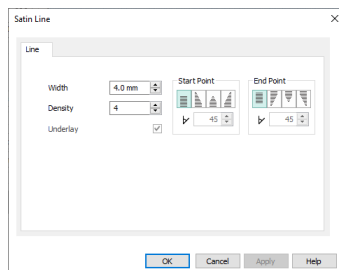 Satin Line
Line
Width 4.0 mm
Density 4
Underlay
Start Point
45
End Point
45
OK Cancel Apply Help